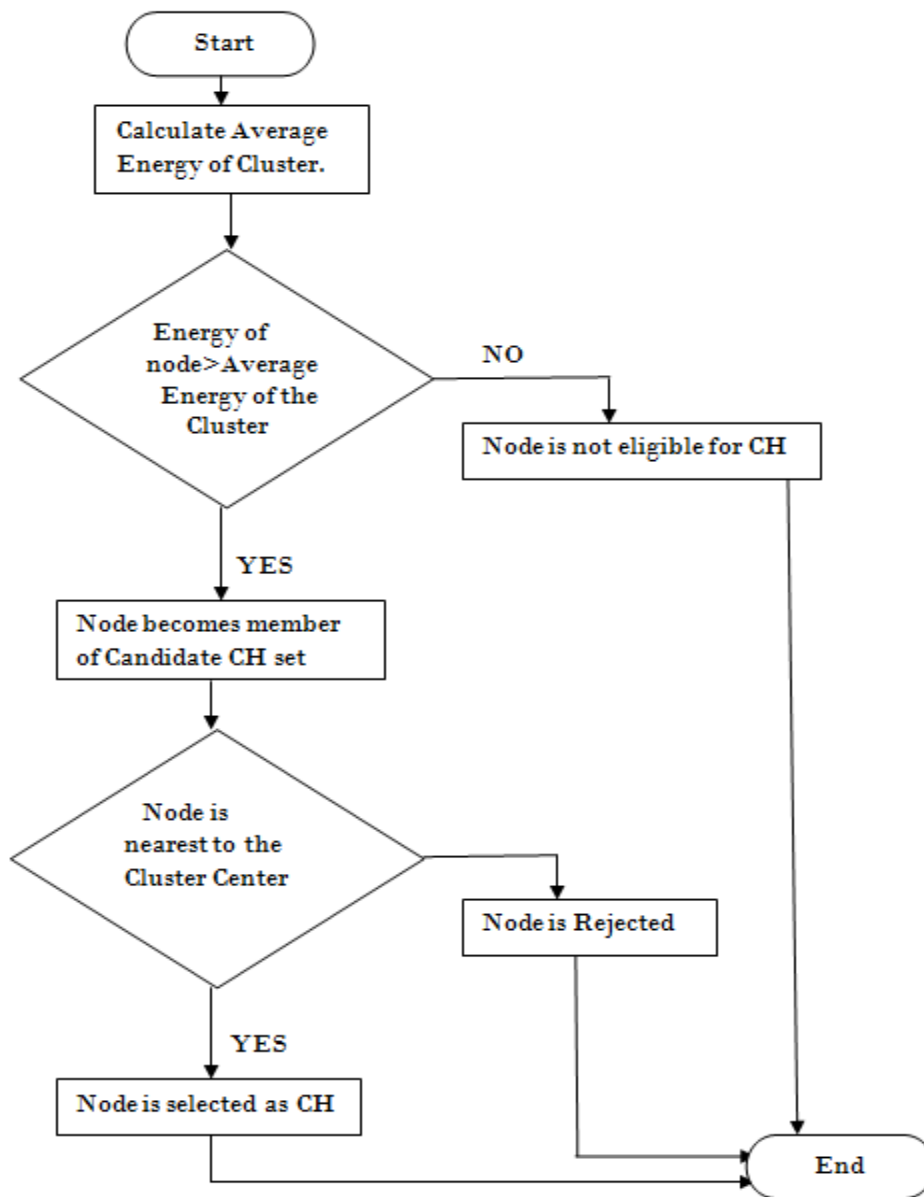 Start
Calculate Average
Energy of Cluster.
Energy of
node>Average
Energy of the
Cluster
NO
Node is not eligible for CH
YES
Node becomes member
of Candidate CH set
Node is
nearest to the
Cluster Center
Node is Rejected
YES
Node is selected as CH
End